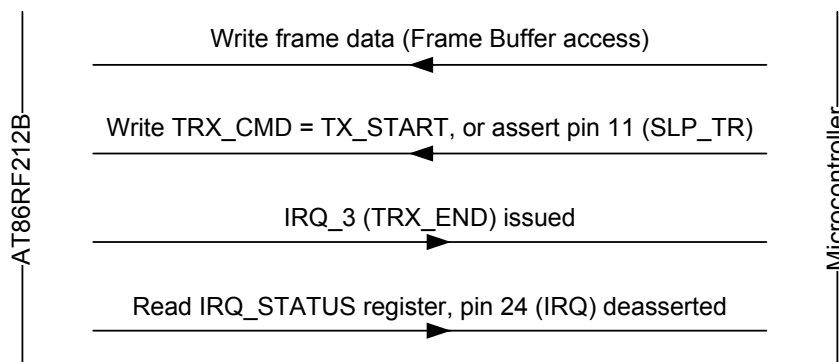 Write frame data (Frame Buffer access)
Write TRX_CMD = TX_START, or assert pin 11 (SLP_TR)
IRQ_3 (TRX_END) issued
Read IRQ_STATUS register, pin 24 (IRQ) deasserted
AT86RF212B
Microcontroller